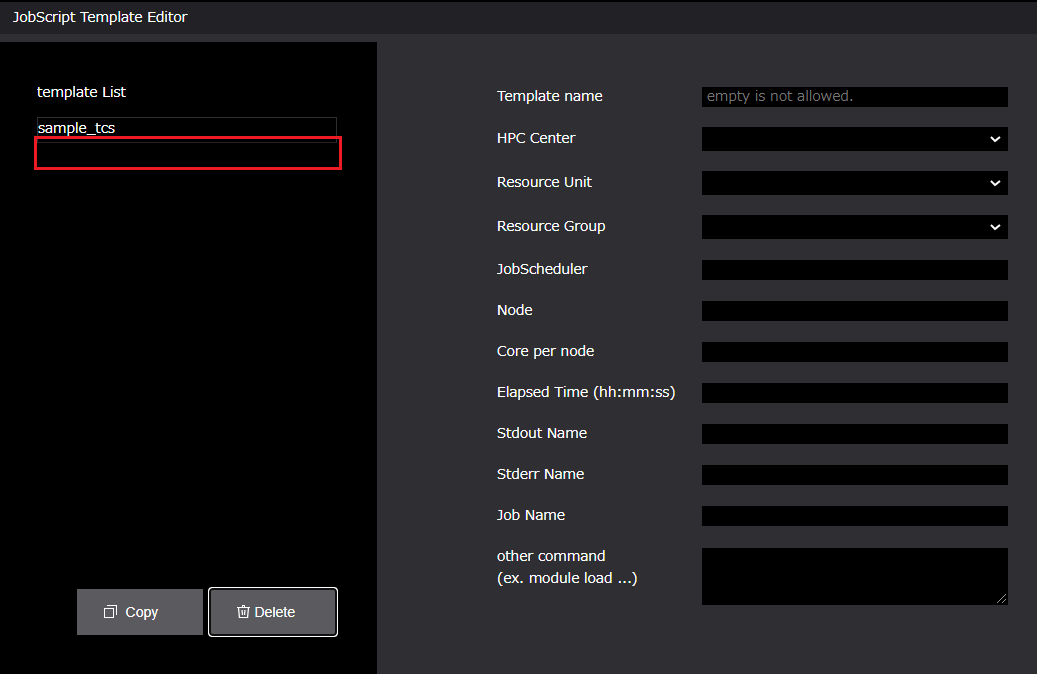 JobScript Template Editor
template List
sample_tcs
Copy
Delete
Template name
empty is not allowed.
HPC Center
Resource Unit
Resource Group
JobScheduler
Node
Core per node
Elapsed Time (hh:mm:ss)
Stdout Name
Stderr Name
Job Name
other command
(ex. module load ...)